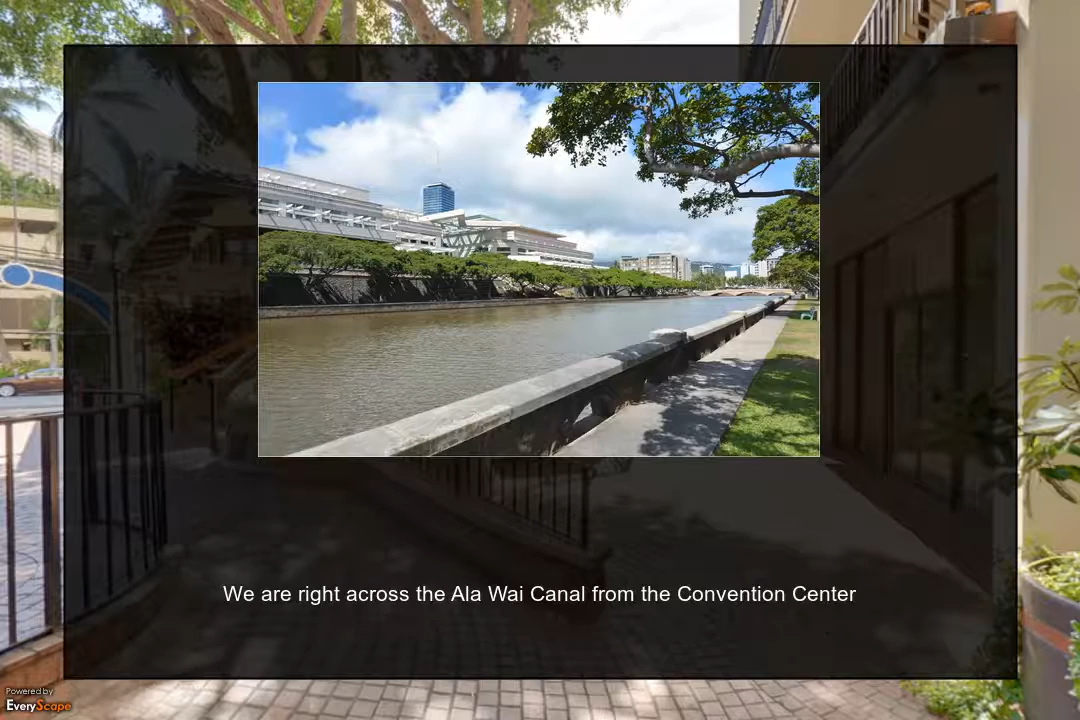 We are right across the Ala Wai Canal from the Convention Center
Powered by
EveryScape